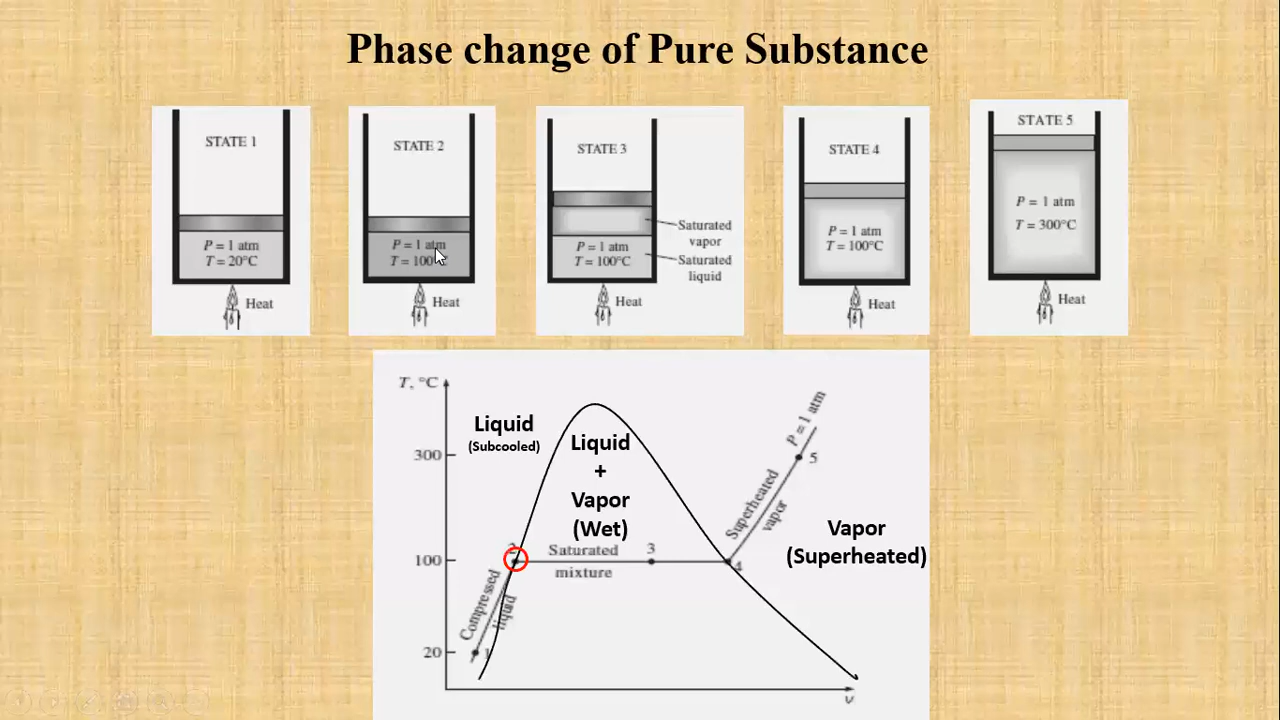 Phase change of Pure Substance
STATE 1
P = 1 atm
T = 20°C
Heat
STATE 2
P = 1 atm
T = 100°C
Heat
STATE 3
P = 1 atm
T = 100°C
Saturated
vapor
Saturated
liquid
Heat
STATE 4
P = 1 atm
T = 100°C
Heat
STATE 5
P = 1 atm
T = 300°C
Heat
T, °C
300
100
20
Liquid
(Subcooled)
Liquid
+
Vapor
(Wet)
Vapor
(Superheated)
P = 1 atm
5
Superheated
vapor
2
Saturated
mixture
3
4
Compressed
liquid
1
v